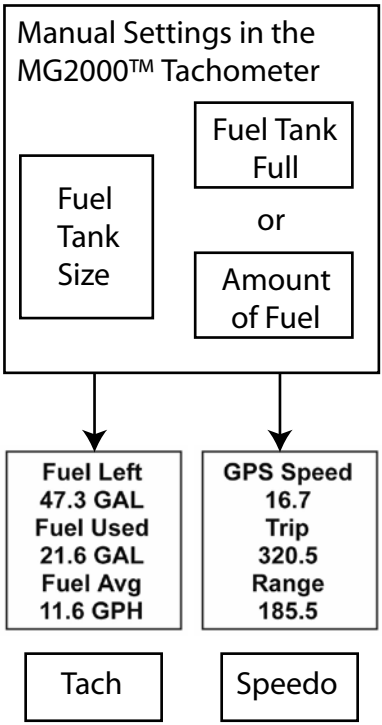 Manual Settings in the
MG2000™ Tachometer
Fuel
Tank
Size
Fuel Tank
Full
or
Amount
of Fuel
Fuel Left
47.3 GAL
Fuel Used
21.6 GAL
Fuel Avg
11.6 GPH
GPS Speed
16.7
Trip
320.5
Range
185.5
Tach
Speedo